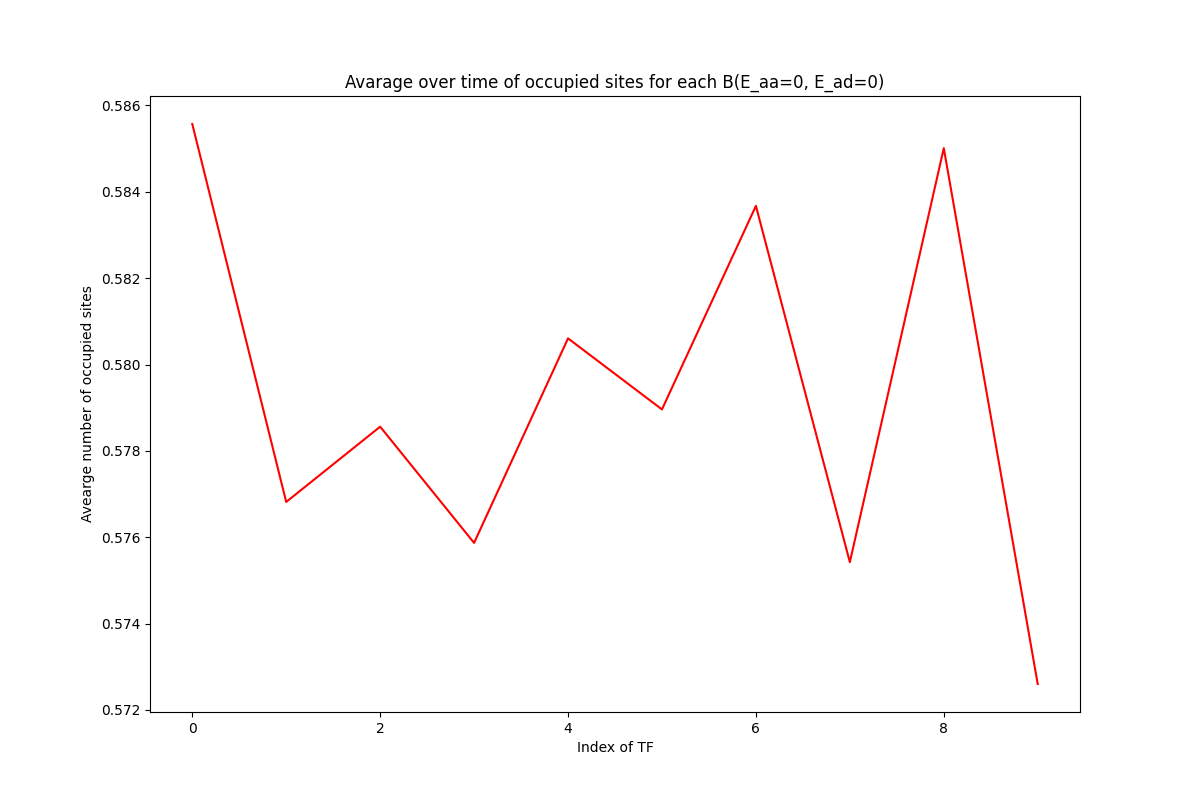 Avarage over time of occupied sites for each B(E_aa=0, E_ad=0)
0.586
0.584
0.582
0.580
0.578
0.576
0.574
0.572
Avearge number of occupied sites
0 2 4 6 8
Index of TF